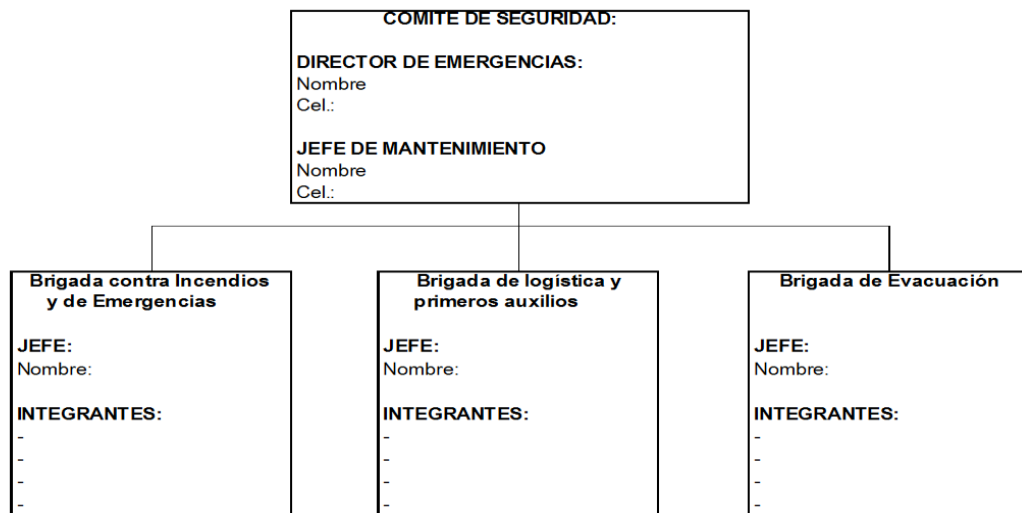 COMITE DE SEGURIDAD:
DIRECTOR DE EMERGENCIAS:
Nombre
Cel.:
JEFE DE MANTENIMIENTO
Nombre
Cel.:
Brigada contra Incendios
y de Emergencias
JEFE:
Nombre:
INTEGRANTES:
-
-
-
-
Brigada de logística y
primeros auxilios
JEFE:
Nombre:
INTEGRANTES:
-
-
-
-
Brigada de Evacuación
JEFE:
Nombre:
INTEGRANTES:
-
-
-
-